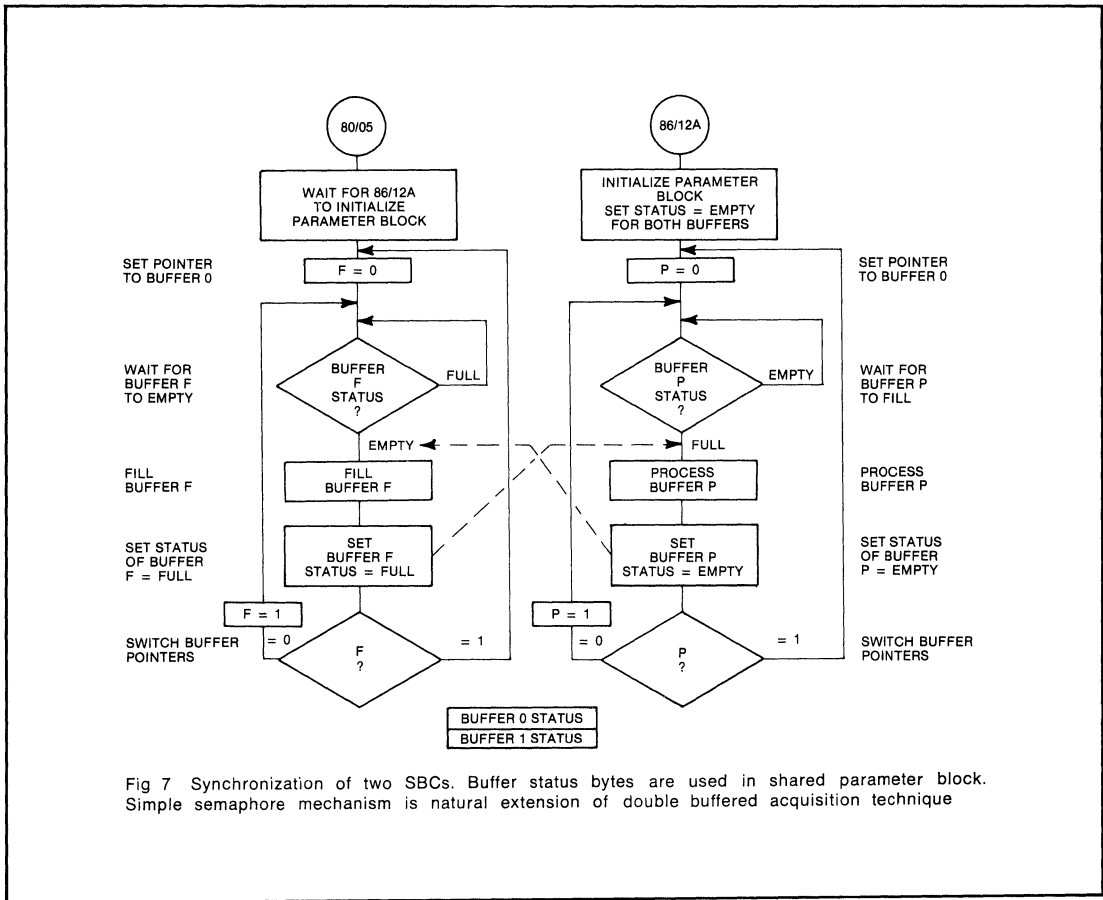 80/05
WAIT FOR 86/12A
TO INITIALIZE
PARAMETER BLOCK
SET POINTER
TO BUFFER 0
F = 0
WAIT FOR
BUFFER F
TO EMPTY
BUFFER
F
STATUS
?
FULL
EMPTY
FILL
BUFFER F
FILL
BUFFER F
SET STATUS
OF BUFFER
F = FULL
SET
BUFFER F
STATUS = FULL
F = 1
SWITCH BUFFER
POINTERS
= 0
F
?
= 1
86/12A
INITIALIZE PARAMETER
BLOCK
SET STATUS = EMPTY
FOR BOTH BUFFERS
P = 0
SET POINTER
TO BUFFER 0
BUFFER
P
STATUS
?
EMPTY
WAIT FOR
BUFFER P
TO FILL
FULL
PROCESS
BUFFER P
PROCESS
BUFFER P
SET
BUFFER P
STATUS = EMPTY
SET STATUS
OF BUFFER
P = EMPTY
P = 1
= 0
P
?
= 1
SWITCH BUFFER
POINTERS
BUFFER 0 STATUS
BUFFER 1 STATUS
Fig 7 Synchronization of two SBCs. Buffer status bytes are used in shared parameter block.
Simple semaphore mechanism is natural extension of double buffered acquisition technique